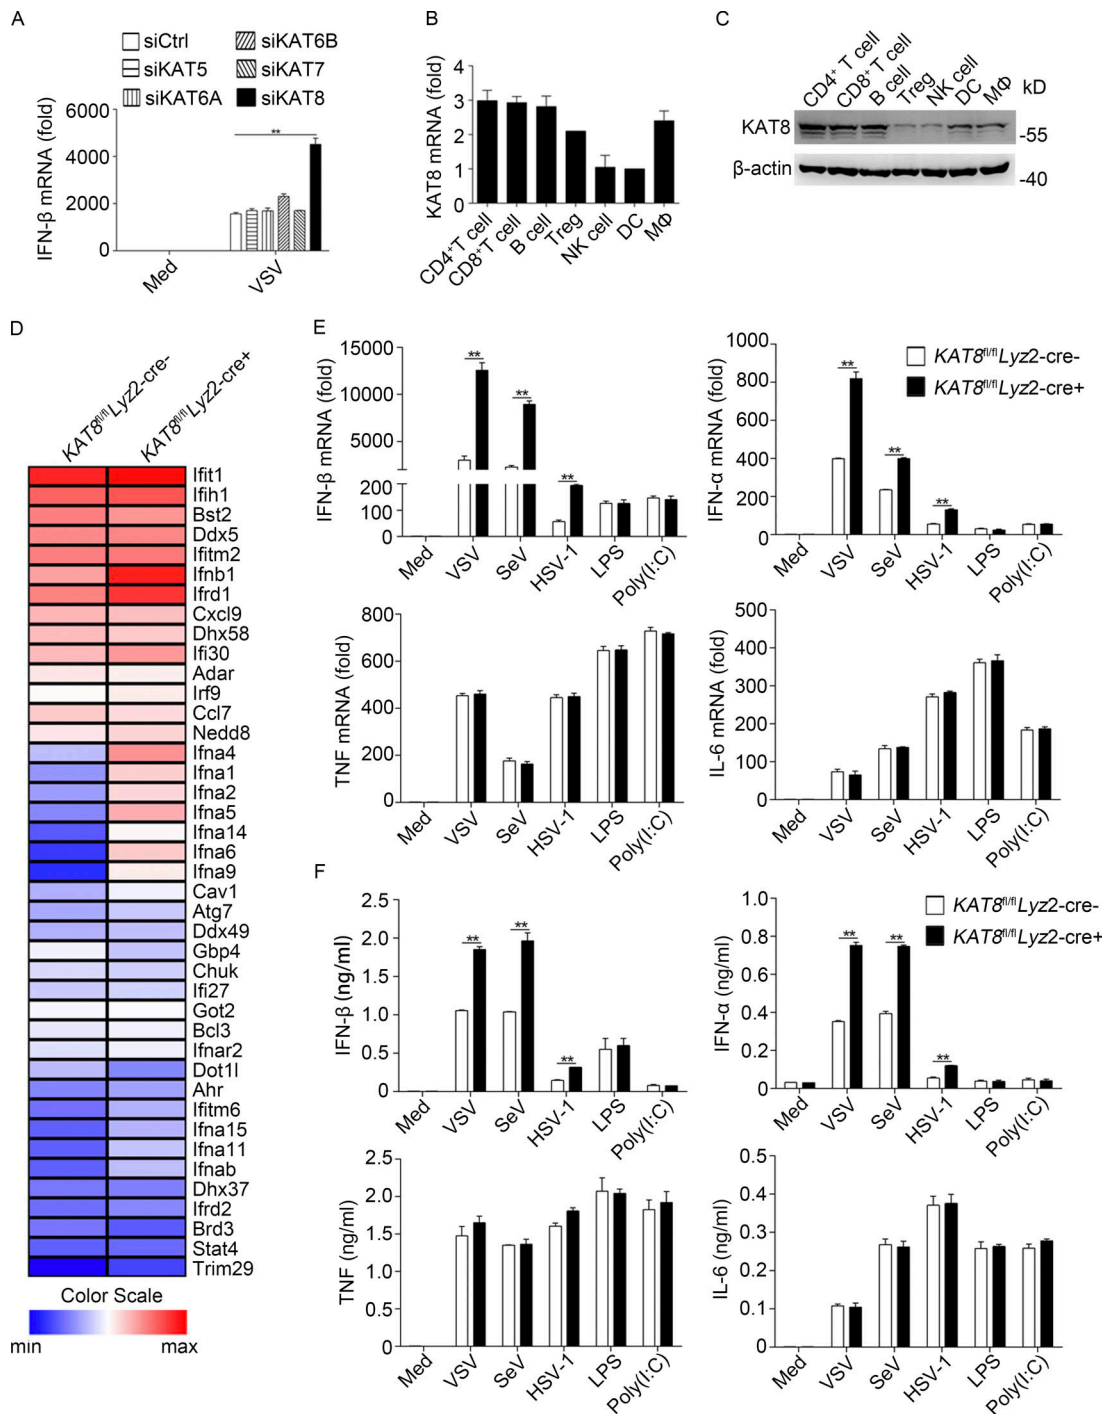 A
siCtrl
siKAT6B
siKAT5
siKAT7
siKAT6A
siKAT8
IFN-β mRNA (fold)
6000
4000
2000
0
**
Med
VSV
B
KAT8 mRNA (fold)
4
3
2
1
0
CD4+T cell
CD8+T cell
B cell
Treg
NK cell
DC
MΦ
C
CD4+ T cell
CD8+ T cell
B cell
Treg
NK cell
DC
MΦ
kD
KAT8
-55
β-actin
-40
D
KAT8fl/flLyz2-cre-
KAT8fl/flLyz2-cre+
Ifit1
Ifih1
Bst2
Ddx5
Ifitm2
Ifnb1
Ifrd1
Cxcl9
Dhx58
Ifi30
Adar
Irf9
Ccl7
Nedd8
Ifna4
Ifna1
Ifna2
Ifna5
Ifna14
Ifna6
Ifna9
Cav1
Atg7
Ddx49
Gbp4
Chuk
Ifi27
Got2
Bcl3
Ifnar2
Dot1l
Ahr
Ifitm6
Ifna15
Ifna11
Ifnab
Dhx37
Ifrd2
Brd3
Stat4
Trim29
Color Scale
min
max
E
IFN-β mRNA (fold)
15000
10000
5000
200
100
0
**
**
**
Med
VSV
SeV
HSV-1
LPS
Poly(I:C)
IFN-α mRNA (fold)
1000
800
600
400
200
0
**
**
**
KAT8fl/flLyz2-cre-
KAT8fl/flLyz2-cre+
Med
VSV
SeV
HSV-1
LPS
Poly(I:C)
TNF mRNA (fold)
800
600
400
200
0
Med
VSV
SeV
HSV-1
LPS
Poly(I:C)
IL-6 mRNA (fold)
500
400
300
200
100
0
Med
VSV
SeV
HSV-1
LPS
Poly(I:C)
F
IFN-β (ng/ml)
2.5
2.0
1.5
1.0
0.5
0
**
**
**
Med
VSV
SeV
HSV-1
LPS
Poly(I:C)
IFN-α (ng/ml)
1.0
0.8
0.6
0.4
0.2
0
**
**
**
KAT8fl/flLyz2-cre-
KAT8fl/flLyz2-cre+
Med
VSV
SeV
HSV-1
LPS
Poly(I:C)
TNF (ng/ml)
2.5
2.0
1.5
1.0
0.5
0
Med
VSV
SeV
HSV-1
LPS
Poly(I:C)
IL-6 (ng/ml)
0.5
0.4
0.3
0.2
0.1
0
Med
VSV
SeV
HSV-1
LPS
Poly(I:C)